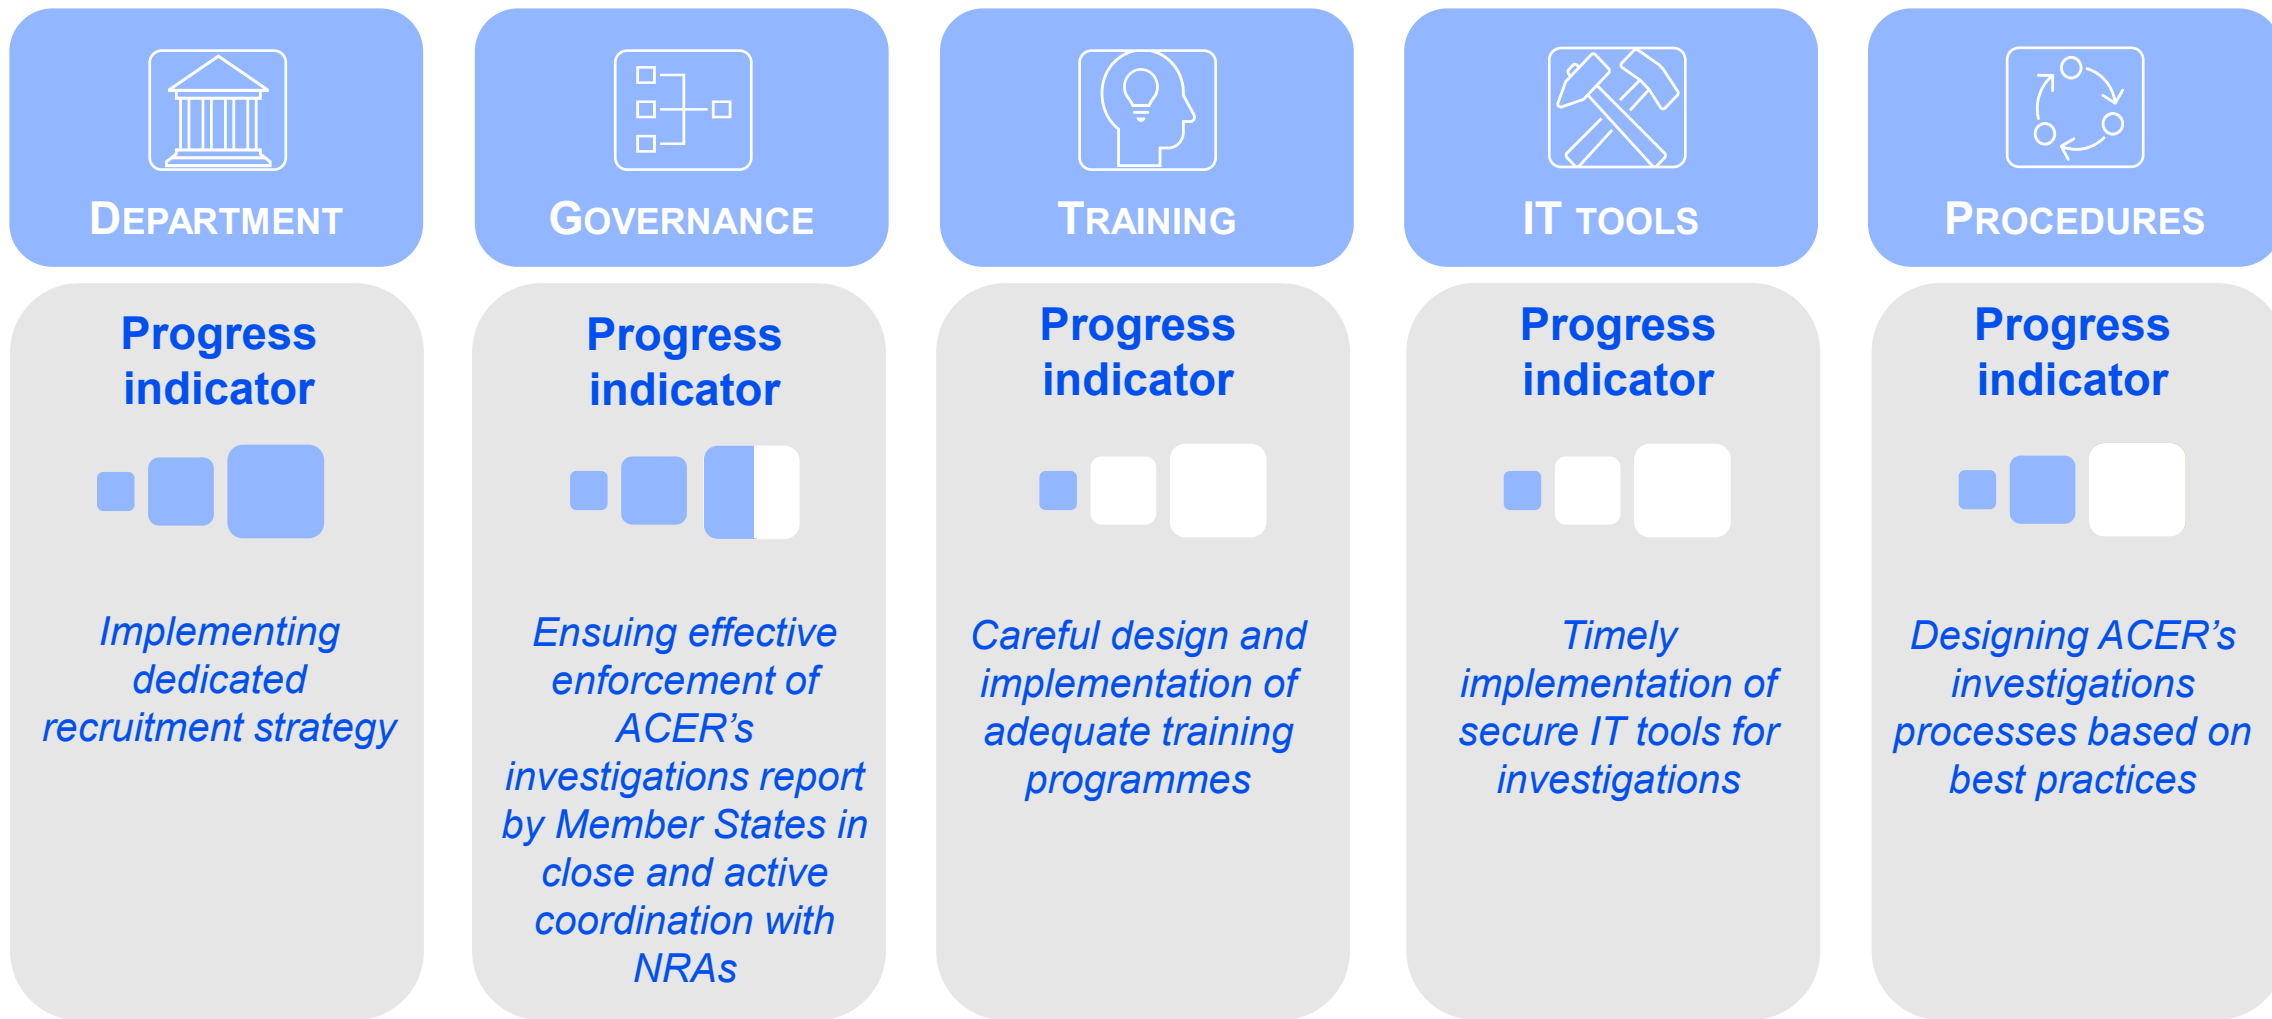 DEPARTMENT
Progress
indicator
Implementing
dedicated
recruitment strategy
GOVERNANCE
Progress
indicator
Ensuing effective
enforcement of
ACER’s
investigations report
by Member States in
close and active
coordination with
NRAs
TRAINING
Progress
indicator
Careful design and
implementation of
adequate training
programmes
IT TOOLS
Progress
indicator
Timely
implementation of
secure IT tools for
investigations
PROCEDURES
Progress
indicator
Designing ACER’s
investigations
processes based on
best practices